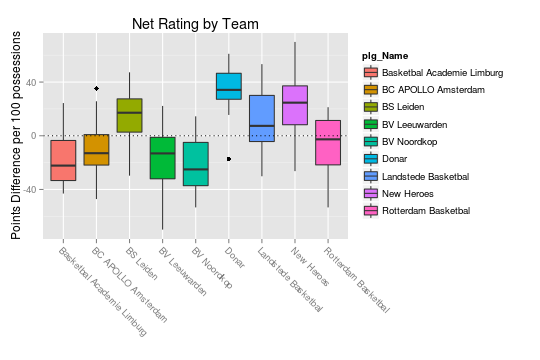 Net Rating by Team
Points Difference per 100 possessions
40
0
-40
Basketbal Academie Limburg
BC APOLLO Amsterdam
BS Leiden
BV Leeuwarden
BV Noordkop
Donar
Landstede Basketbal
New Heroes
Rotterdam Basketbal
plg_Name
Basketbal Academie Limburg
BC APOLLO Amsterdam
BS Leiden
BV Leeuwarden
BV Noordkop
Donar
Landstede Basketbal
New Heroes
Rotterdam Basketbal